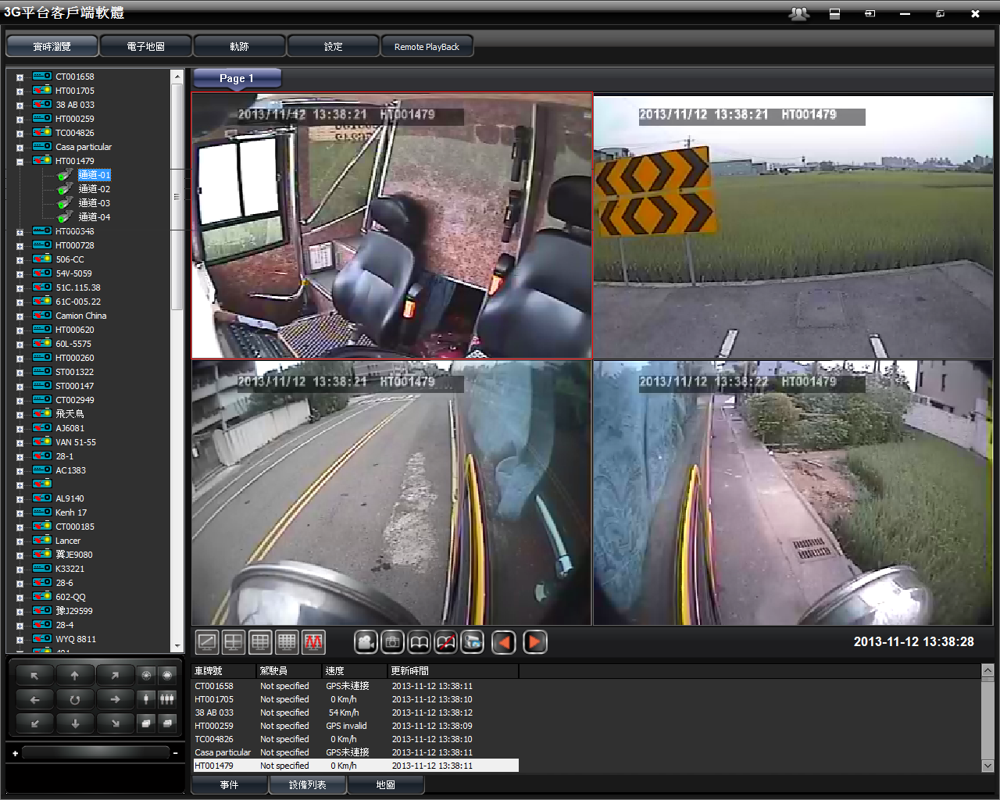 3G平台客戶端軟體
實時瀏覽 電子地圖 軌跡 設定 Remote PlayBack
CT001658
HT001705
38 AB 033
HT000259
TC004826
Casa particular
HT001479
通道-01
通道-02
通道-03
通道-04
HT000348
HT000728
506-CC
54V-5059
51C.115.38
61C-005.22
Camion China
HT000620
60L-5575
HT000260
ST001322
ST000147
CT002949
飛天鳥
AJ6081
VAN 51-55
28-1
AC1383
AL9140
Kenh 17
CT000185
Lancer
冀JE9080
K33221
28-6
602-QQ
豫J29599
28-4
WYQ 8811
Page 1
2013/11/12 13:38:21 HT001479
2013/11/12 13:38:21 HT001479
2013/11/12 13:38:21 HT001479
2013/11/12 13:38:22 HT001479
2013-11-12 13:38:28
車牌號 駕駛員 速度 更新時間
CT001658 Not specified GPS未連接 2013-11-12 13:38:11
HT001705 Not specified 0 Km/h 2013-11-12 13:38:10
38 AB 033 Not specified 54 Km/h 2013-11-12 13:38:12
HT000259 Not specified GPS invalid 2013-11-12 13:38:09
TC004826 Not specified 0 Km/h 2013-11-12 13:38:10
Casa particular Not specified GPS未連接 2013-11-12 13:38:11
HT001479 Not specified 0 Km/h 2013-11-12 13:38:11
事件 設備列表 地圖
+ -